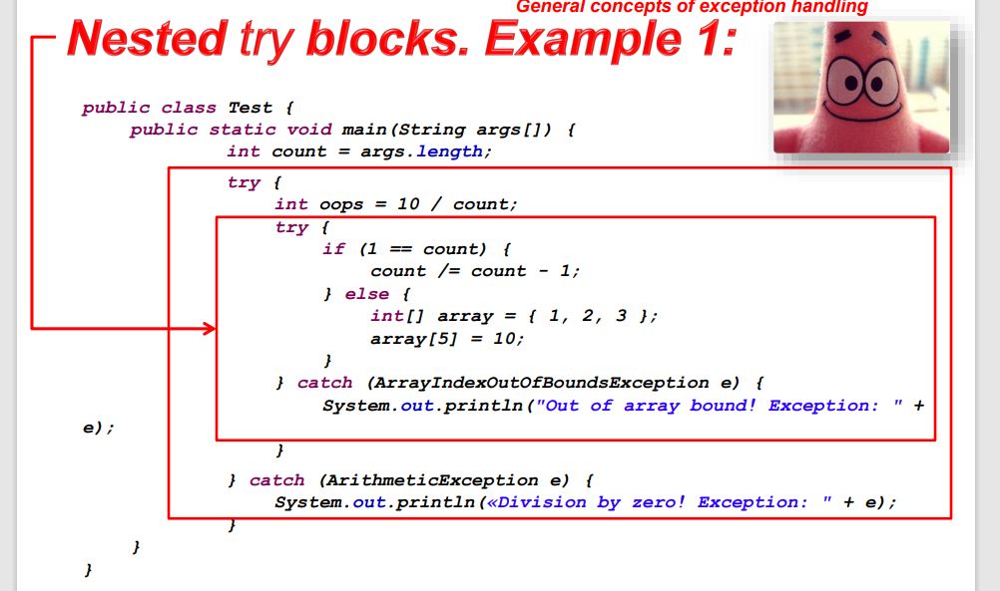 General concepts of exception handling
Nested try blocks. Example 1:
public class Test {
public static void main(String args[]) {
int count = args.length;
try {
int oops = 10 / count;
try {
if (1 == count) {
count /= count - 1;
} else {
int[] array = { 1, 2, 3 };
array[5] = 10;
}
} catch (ArrayIndexOutOfBoundsException e) {
System.out.println("Out of array bound! Exception: " +
e);
}
} catch (ArithmeticException e) {
System.out.println(«Division by zero! Exception: " + e);
}
}
}